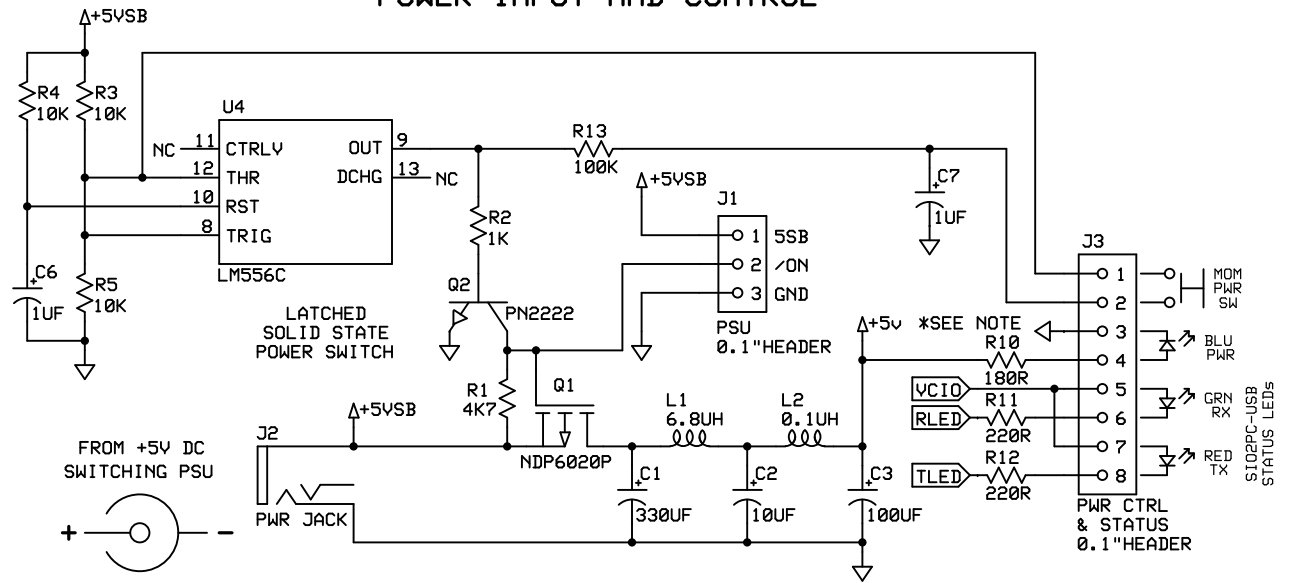 POWER INPUT AND CONTROL
+5VSB
R4
10K
R3
10K
U4
NC
11
CTRLV
12
THR
10
RST
8
TRIG
OUT
9
DCHG
13
NC
LM556C
C6
+
1UF
R5
10K
R13
100K
R2
1K
Q2
PN2222
LATCHED
SOLID STATE
POWER SWITCH
+5VSB
J1
1
5SB
2
/ON
3
GND
PSU
0.1"HEADER
C7
+
1UF
J3
1
2
3
4
5
6
7
8
MOM
PWR
SW
BLU
PWR
GRN
RX
RED
TX
SIO2PC-USB
STATUS LEDs
PWR CTRL
& STATUS
0.1"HEADER
+5v
*SEE NOTE
R10
180R
VCIO
RLED
R11
220R
TLED
R12
220R
R1
4K7
Q1
NDP6020P
+5VSB
J2
PWR JACK
FROM +5V DC
SWITCHING PSU
+
-
L1
6.8UH
L2
0.1UH
C1
+
330UF
C2
+
10UF
C3
+
100UF